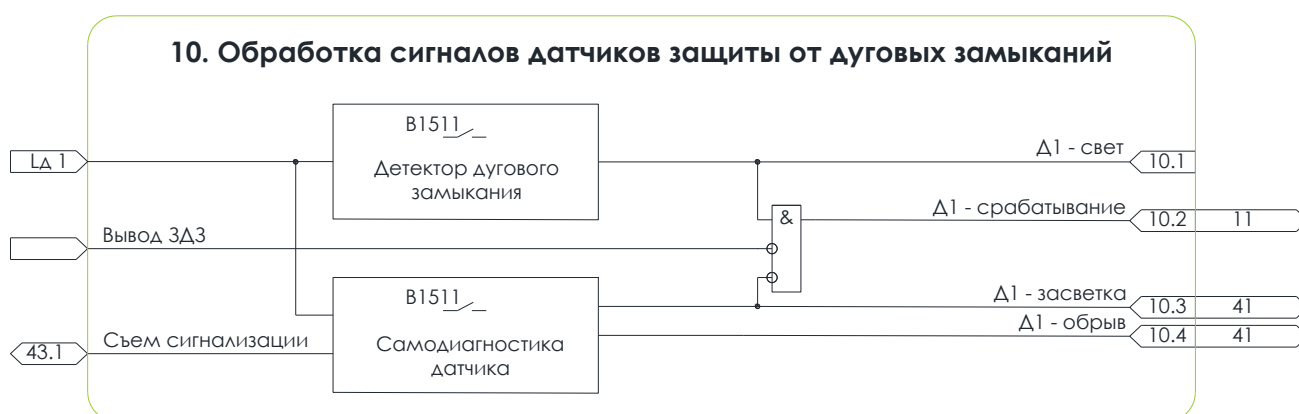 10. Обработка сигналов датчиков защиты от дуговых замыканий
В1511
Lд 1
Детектор дугового
замыкания
Д1 - свет
10.1
Д1 - срабатывание
10.2
11
&
Вывод ЗДЗ
В1511
Д1 - засветка
10.3
41
Самодиагностика
датчика
Д1 - обрыв
10.4
41
43.1
Съем сигнализации